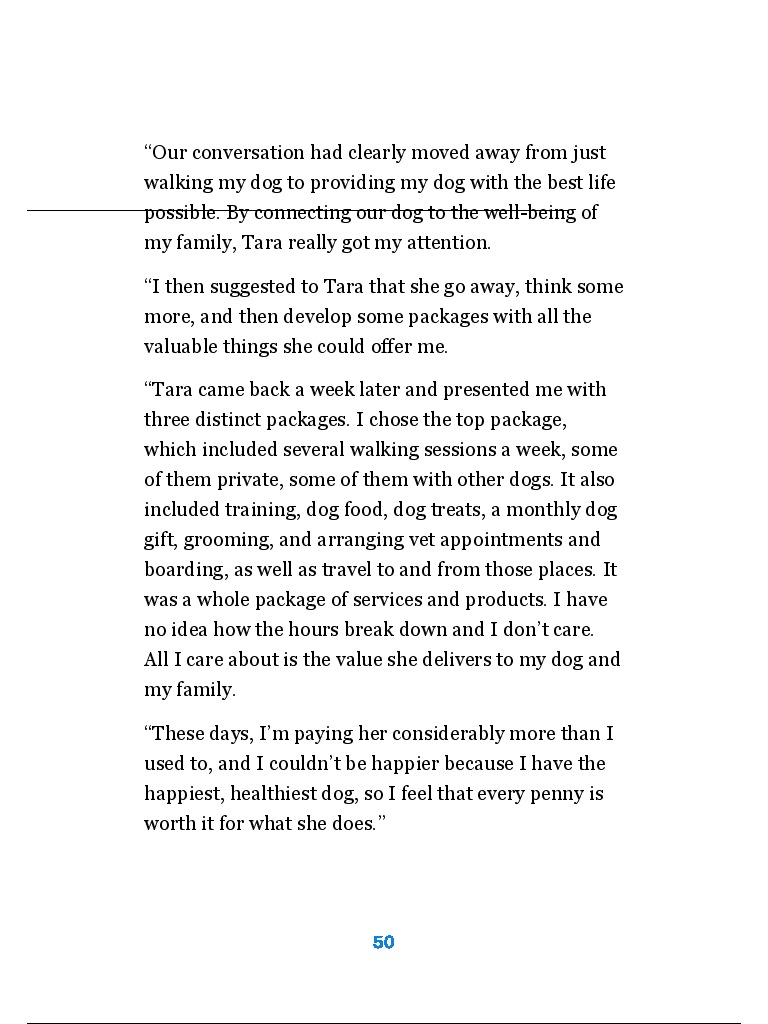 “Our conversation had clearly moved away from just
walking my dog to providing my dog with the best life
possible. By connecting our dog to the well-being of
my family, Tara really got my attention.
“I then suggested to Tara that she go away, think some
more, and then develop some packages with all the
valuable things she could offer me.
“Tara came back a week later and presented me with
three distinct packages. I chose the top package,
which included several walking sessions a week, some
of them private, some of them with other dogs. It also
included training, dog food, dog treats, a monthly dog
gift, grooming, and arranging vet appointments and
boarding, as well as travel to and from those places. It
was a whole package of services and products. I have
no idea how the hours break down and I don’t care.
All I care about is the value she delivers to my dog and
my family.
“These days, I’m paying her considerably more than I
used to, and I couldn’t be happier because I have the
happiest, healthiest dog, so I feel that every penny is
worth it for what she does.”
50